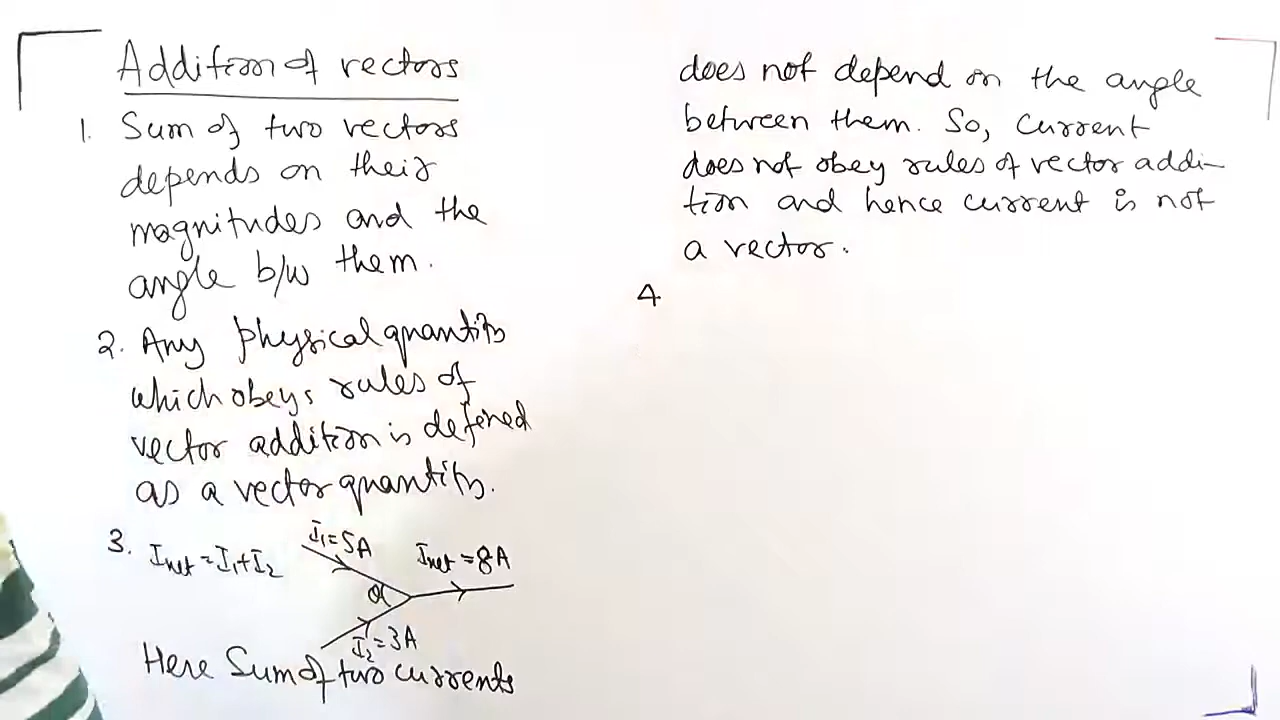 Addition of vectors
1. Sum of two vectors
depends on their
magnitudes and the
angle b/w them.
2. Any physical quantity
which obeys rules of
vector addition is defined
as a vector quantity.
3. Inet = I1+I2
I1=5A
Inet =8A
α
I2=3A
Here Sum of two currents
does not depend on the angle
between them. So, current
does not obey rules of vector addi-
tion and hence current is not
a vector.
4